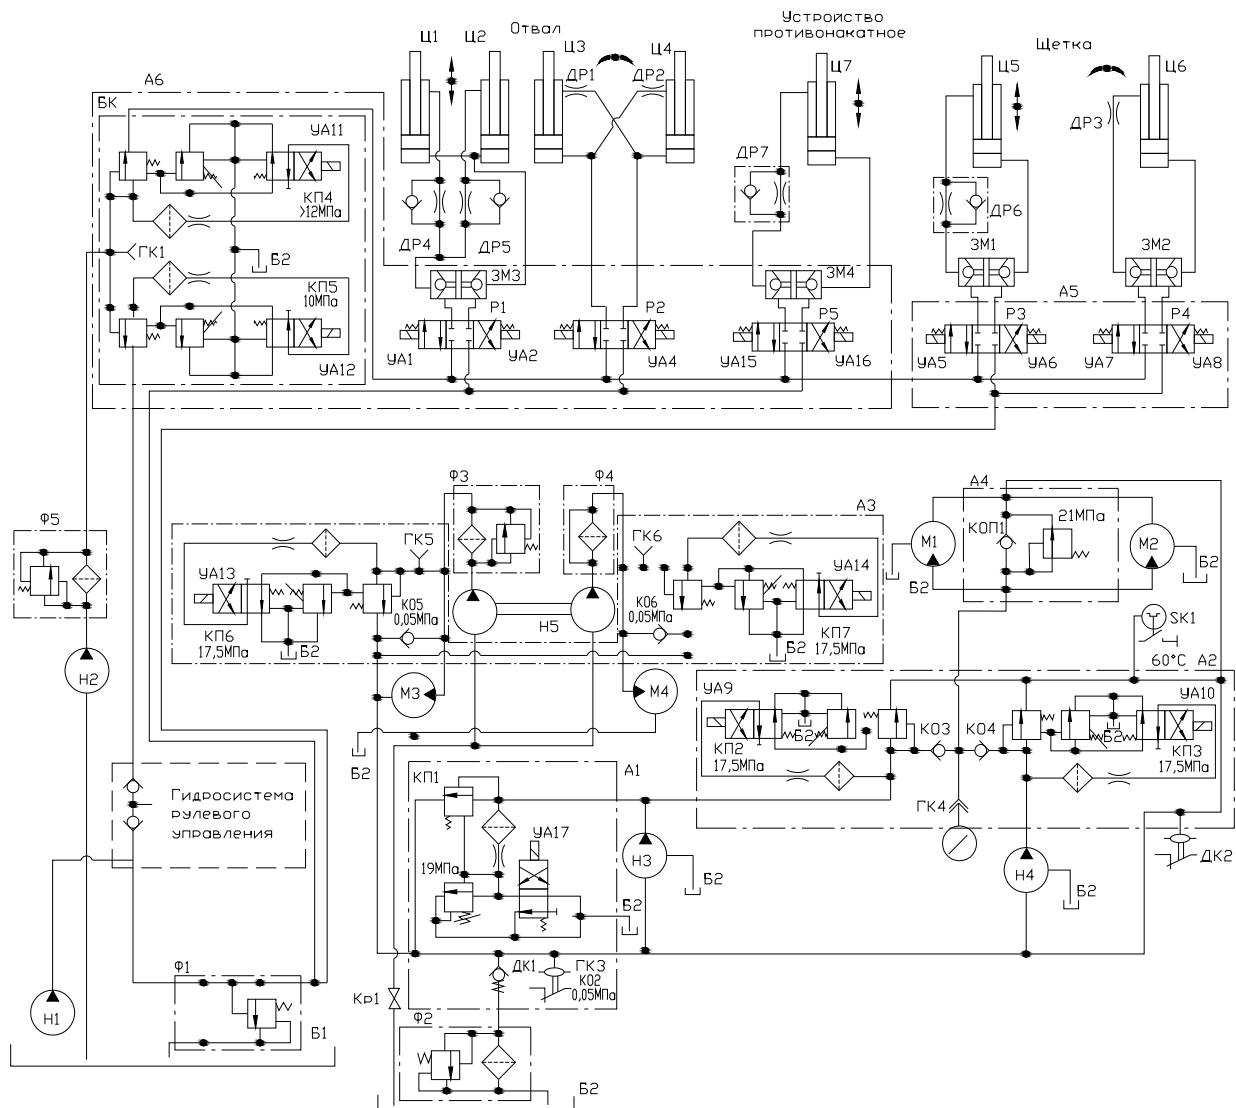 Устройство
противонакатное
Отвал
Щетка
Ц1
Ц2
Ц3
Ц4
Ц7
Ц5
Ц6
А6
БК
ДР1
ДР2
ДР3
УА11
КП4
>12МПа
ДР7
ДР6
ДР4
ДР5
ГК1
Б2
ЗМ3
ЗМ4
ЗМ1
ЗМ2
КП5
10МПа
А5
Р1
Р2
Р5
Р3
Р4
УА12
УА1
УА2
УА4
УА15
УА16
УА5
УА6
УА7
УА8
Ф3
Ф4
А4
А3
Ф5
КОП1
21МПа
ГК5
ГК6
М1
М2
УА13
УА14
Б2
Б2
КО5
0,05МПа
КО6
0,05МПа
Н5
КП6
17,5МПа
Б2
Б2
КП7
17,5МПа
SK1
60°С
А2
Н2
М3
М4
УА9
УА10
КП2
17,5МПа
Б2
КО3
КО4
Б2
КП3
17,5МПа
Б2
КП1
А1
Гидросистема
рулевого
управления
ГК4
УА17
19МПа
Н3
Б2
Н4
Б2
ДК2
Б2
Ф1
ДК1
ГК3
КО2
0,05МПа
Кр1
Н1
Б1
Ф2
Б2